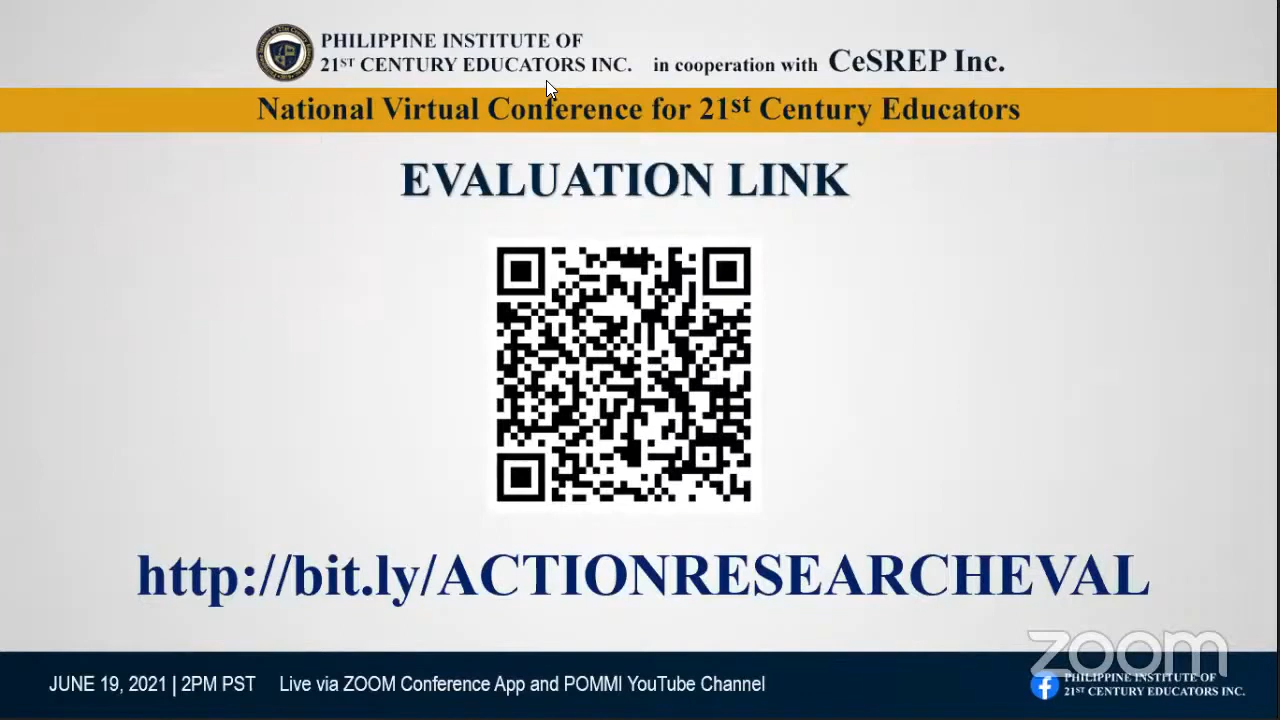 PHILIPPINE INSTITUTE OF
21ST CENTURY EDUCATORS INC. in cooperation with CeSREP Inc.
National Virtual Conference for 21st Century Educators
EVALUATION LINK
http://bit.ly/ACTIONRESEARCHEVAL
zoom
JUNE 19, 2021 | 2PM PST Live via ZOOM Conference App and POMMI YouTube Channel
PHILIPPINE INSTITUTE OF
21ST CENTURY EDUCATORS INC.